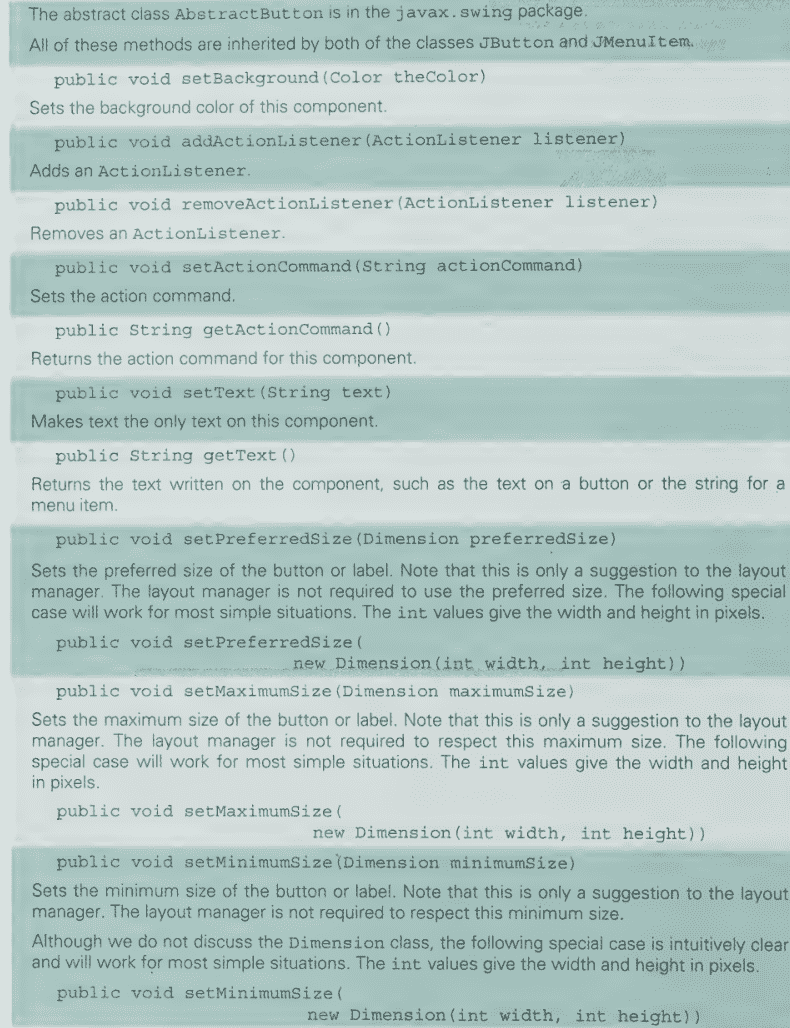 The abstract class AbstractButton is in the javax.swing package.
All of these methods are inherited by both of the classes JButton and JMenuItem.
public void setBackground(Color theColor)
Sets the background color of this component.
public void addActionListener(ActionListener listener)
Adds an ActionListener.
public void removeActionListener(ActionListener listener)
Removes an ActionListener.
public void setActionCommand(String actionCommand)
Sets the action command.
public String getActionCommand()
Returns the action command for this component.
public void setText(String text)
Makes text the only text on this component.
public String getText()
Returns the text written on the component, such as the text on a button or the string for a
menu item.
public void setPreferredSize(Dimension preferredSize)
Sets the preferred size of the button or label. Note that this is only a suggestion to the layout
manager. The layout manager is not required to use the preferred size. The following special
case will work for most simple situations. The int values give the width and height in pixels.
public void setPreferredSize(
new Dimension(int width, int height))
public void setMaximumSize(Dimension maximumSize)
Sets the maximum size of the button or label. Note that this is only a suggestion to the layout
manager. The layout manager is not required to respect this maximum size. The following
special case will work for most simple situations. The int values give the width and height
in pixels.
public void setMaximumSize(
new Dimension(int width, int height))
public void setMinimumSize(Dimension minimumSize)
Sets the minimum size of the button or label. Note that this is only a suggestion to the layout
manager. The layout manager is not required to respect this minimum size.
Although we do not discuss the Dimension class, the following special case is intuitively clear
and will work for most simple situations. The int values give the width and height in pixels.
public void setMinimumSize(
new Dimension(int width, int height))